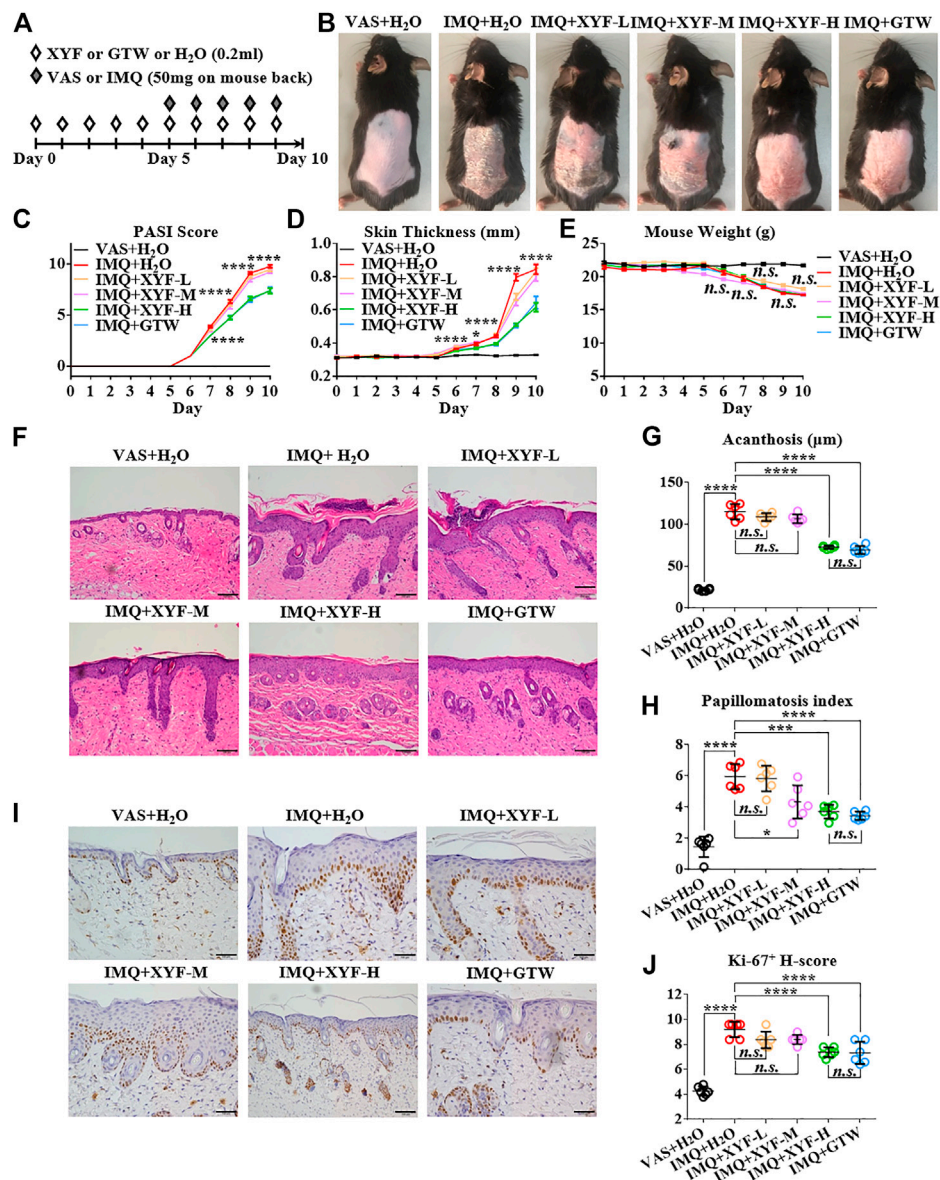 A
XYF or GTW or H₂O (0.2ml)
VAS or IMQ (50mg on mouse back)
Day 0 Day 5 Day 10
B
VAS+H₂O IMQ+H₂O IMQ+XYF-L IMQ+XYF-M IMQ+XYF-H IMQ+GTW
C
PASI Score
VAS+H₂O
IMQ+H₂O
IMQ+XYF-L
IMQ+XYF-M
IMQ+XYF-H
IMQ+GTW
**** ****
****
****
10
5
0
0 1 2 3 4 5 6 7 8 9 10
Day
D
Skin Thickness (mm)
VAS+H₂O
IMQ+H₂O
IMQ+XYF-L
IMQ+XYF-M
IMQ+XYF-H
IMQ+GTW
****
****
****
**** *
1.0
0.8
0.6
0.4
0.2
0 1 2 3 4 5 6 7 8 9 10
Day
E
Mouse Weight (g)
25
22
19
16
13
10
n.s. n.s.
n.s. n.s. n.s.
0 1 2 3 4 5 6 7 8 9 10
Day
VAS+H₂O
IMQ+H₂O
IMQ+XYF-L
IMQ+XYF-M
IMQ+XYF-H
IMQ+GTW
F
VAS+H₂O IMQ+ H₂O IMQ+XYF-L
IMQ+XYF-M IMQ+XYF-H IMQ+GTW
G
Acanthosis (μm)
****
****
****
n.s.
n.s.
n.s.
150
100
50
0
VAS+H₂O IMQ+H₂O IMQ+XYF-L IMQ+XYF-M IMQ+XYF-H IMQ+GTW
H
Papillomatosis index
****
***
****
n.s.
*
n.s.
8
6
4
2
0
VAS+H₂O IMQ+H₂O IMQ+XYF-L IMQ+XYF-M IMQ+XYF-H IMQ+GTW
I
VAS+H₂O IMQ+H₂O IMQ+XYF-L
IMQ+XYF-M IMQ+XYF-H IMQ+GTW
J
Ki-67⁺ H-score
****
****
****
n.s.
n.s.
n.s.
12
10
8
6
4
2
VAS+H₂O IMQ+H₂O IMQ+XYF-L IMQ+XYF-M IMQ+XYF-H IMQ+GTW